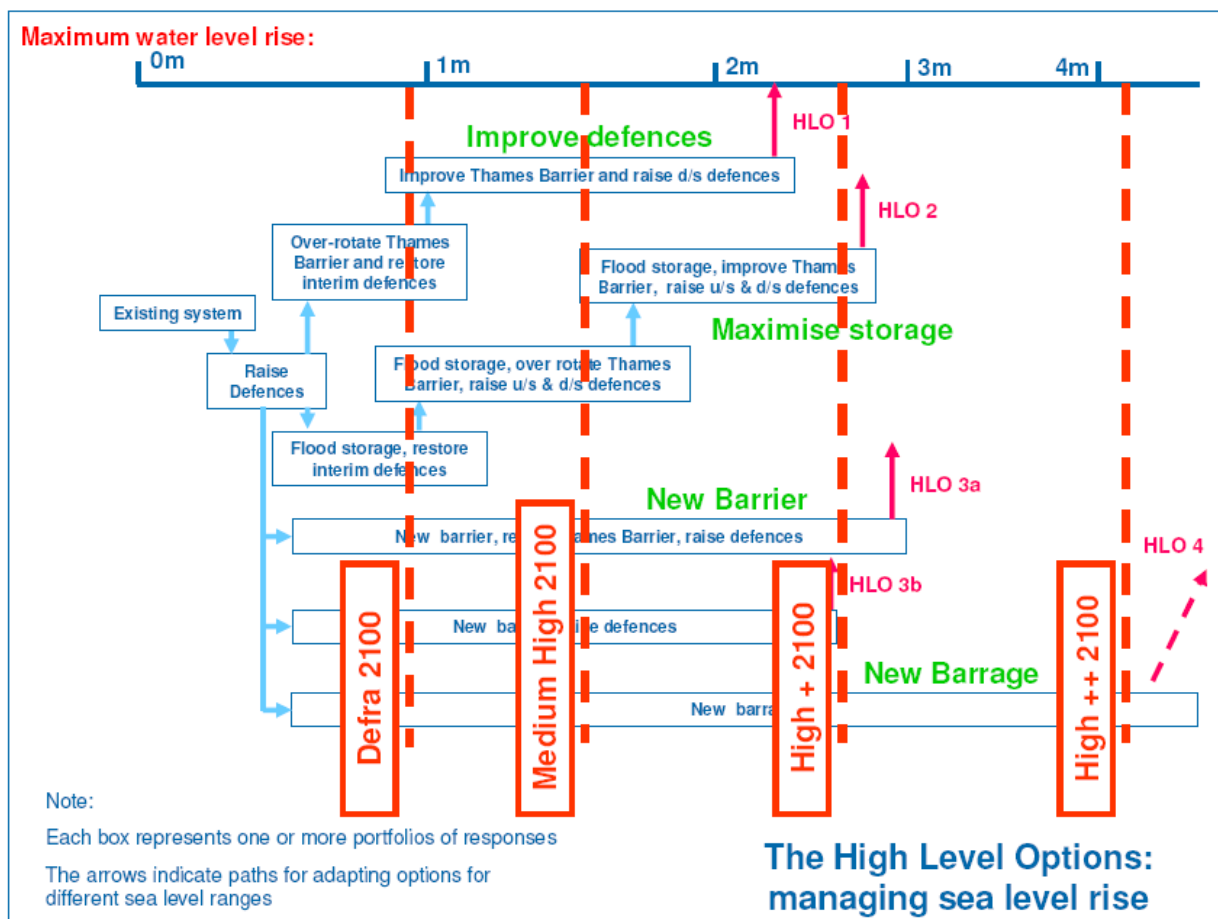 Maximum water level rise:
0m
1m
2m
3m
4m
HLO 1
Improve defences
Improve Thames Barrier and raise d/s defences
HLO 2
Over-rotate Thames
Barrier and restore
interim defences
Flood storage, improve Thames
Barrier, raise u/s & d/s defences
Existing system
Maximise storage
Raise
Defences
Flood storage, over rotate Thames
Barrier, raise u/s & d/s defences
Flood storage, restore
interim defences
HLO 3a
New Barrier
New barrier, Thames Barrier, raise defences
HLO 4
HLO 3b
New defences
New Barrage
New
Defra 2100
Medium High 2100
High + 2100
High ++ 2100
Note:
Each box represents one or more portfolios of responses
The arrows indicate paths for adapting options for
different sea level ranges
The High Level Options:
managing sea level rise